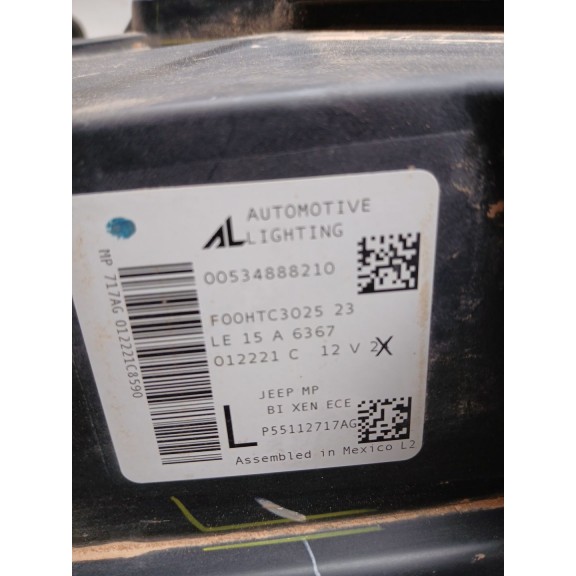 AL AUTOMOTIVE
LIGHTING
00534888210
F00HTC3025 23
LE 15 A 6367
012221 C 12 V 2X
JEEP MP
BI XEN ECE
L P55112717AG
Assembled in Mexico L2
MP 717AG 012221C8590